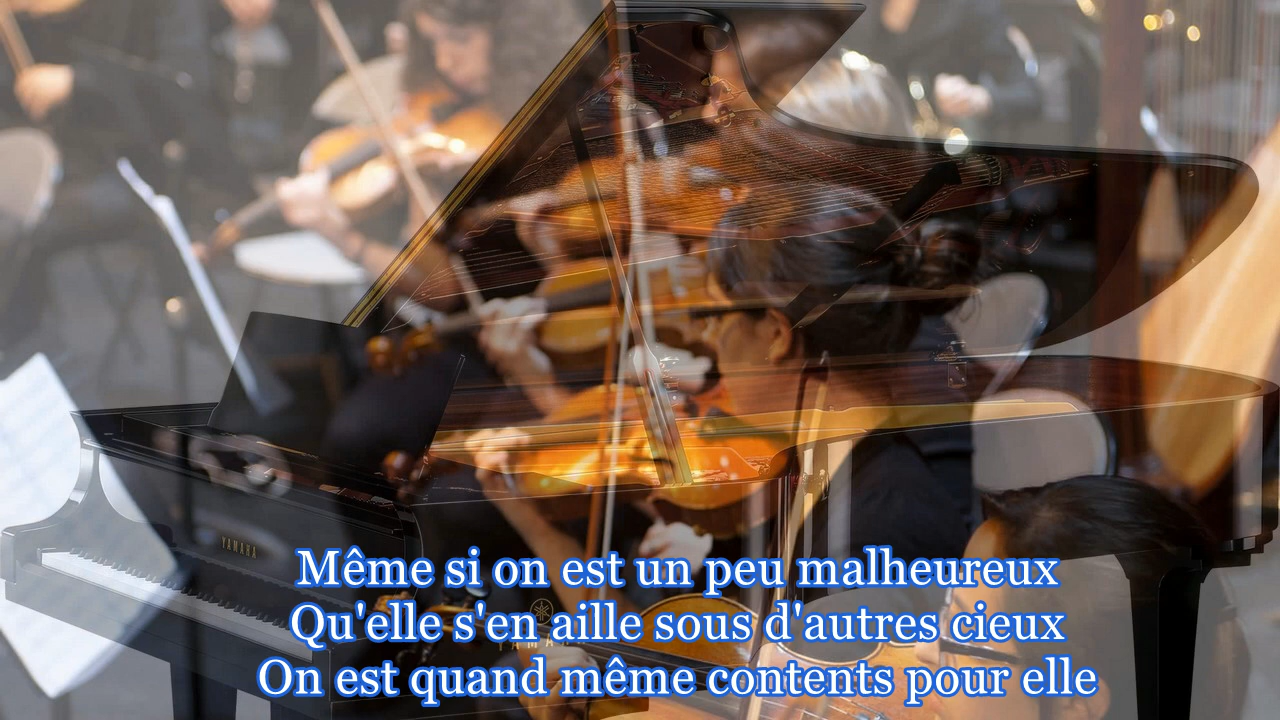 YAMAHA
Même si on est un peu malheureux
Qu'elle s'en aille sous d'autres cieux
On est quand même contents pour elle